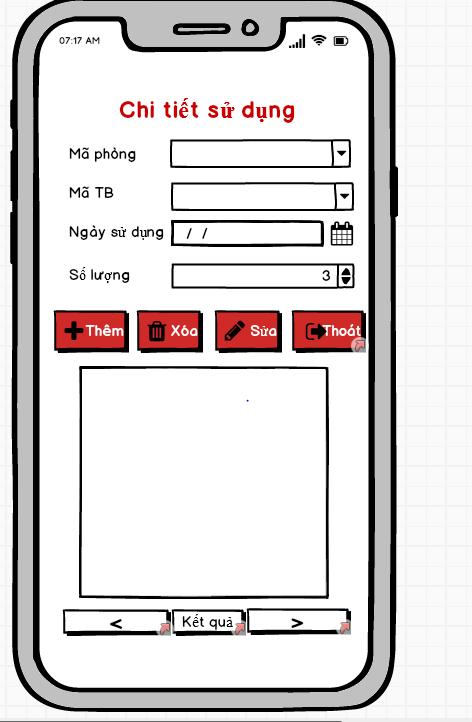 07:17 AM
Chi tiết sử dụng
Mã phòng
Mã TB
Ngày sử dụng / /
Số lượng 3
Thêm Xóa Sửa Thoát
< Kết quả >